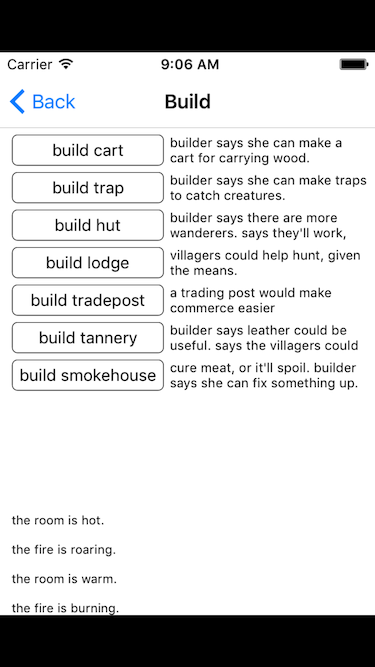 Carrier 9:06 AM
Back Build
build cart
builder says she can make a
cart for carrying wood.
build trap
builder says she can make traps
to catch creatures.
build hut
builder says there are more
wanderers. says they'll work,
build lodge
villagers could help hunt, given
the means.
build tradepost
a trading post would make
commerce easier
build tannery
builder says leather could be
useful. says the villagers could
build smokehouse
cure meat, or it'll spoil. builder
says she can fix something up.
the room is hot.
the fire is roaring.
the room is warm.
the fire is burning.